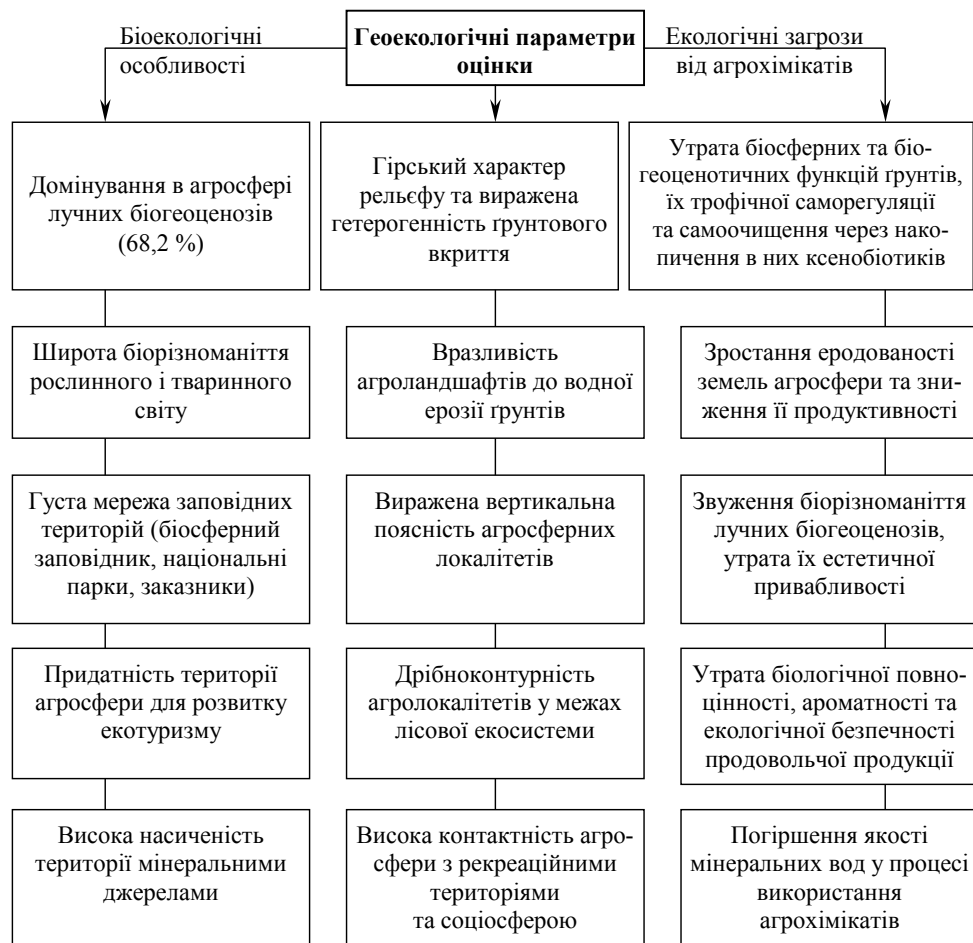 Біоекологічні
особливості
Геоекологічні параметри
оцінки
Екологічні загрози
від агрохімікатів
Домінування в агросфері
лучних біогеоценозів
(68,2 %)
Гірський характер
рельєфу та виражена
гетерогенність ґрунтового
вкриття
Утрата біосферних та біо-
геоценотичних функцій ґрунтів,
їх трофічної саморегуляції
та самоочищення через нако-
пичення в них ксенобіотиків
Широта біорізноманіття
рослинного і тваринного
світу
Вразливість
агроландшафтів до водної
ерозії ґрунтів
Зростання еродованості
земель агросфери та зни-
ження її продуктивності
Густа мережа заповідних
територій (біосферний
заповідник, національні
парки, заказники)
Виражена вертикальна
поясність агросферних
локалітетів
Звуження біорізноманіття
лучних біогеоценозів,
утрата їх естетичної
привабливості
Придатність території
агросфери для розвитку
екотуризму
Дрібноконтурність
агролокалітетів у межах
лісової екосистеми
Утрата біологічної повно-
цінності, ароматності та
екологічної безпечності
продовольчої продукції
Висока насиченість
території мінеральними
джерелами
Висока контактність агро-
сфери з рекреаційними
територіями
та соціосферою
Погіршення якості
мінеральних вод у процесі
використання
агрохімікатів